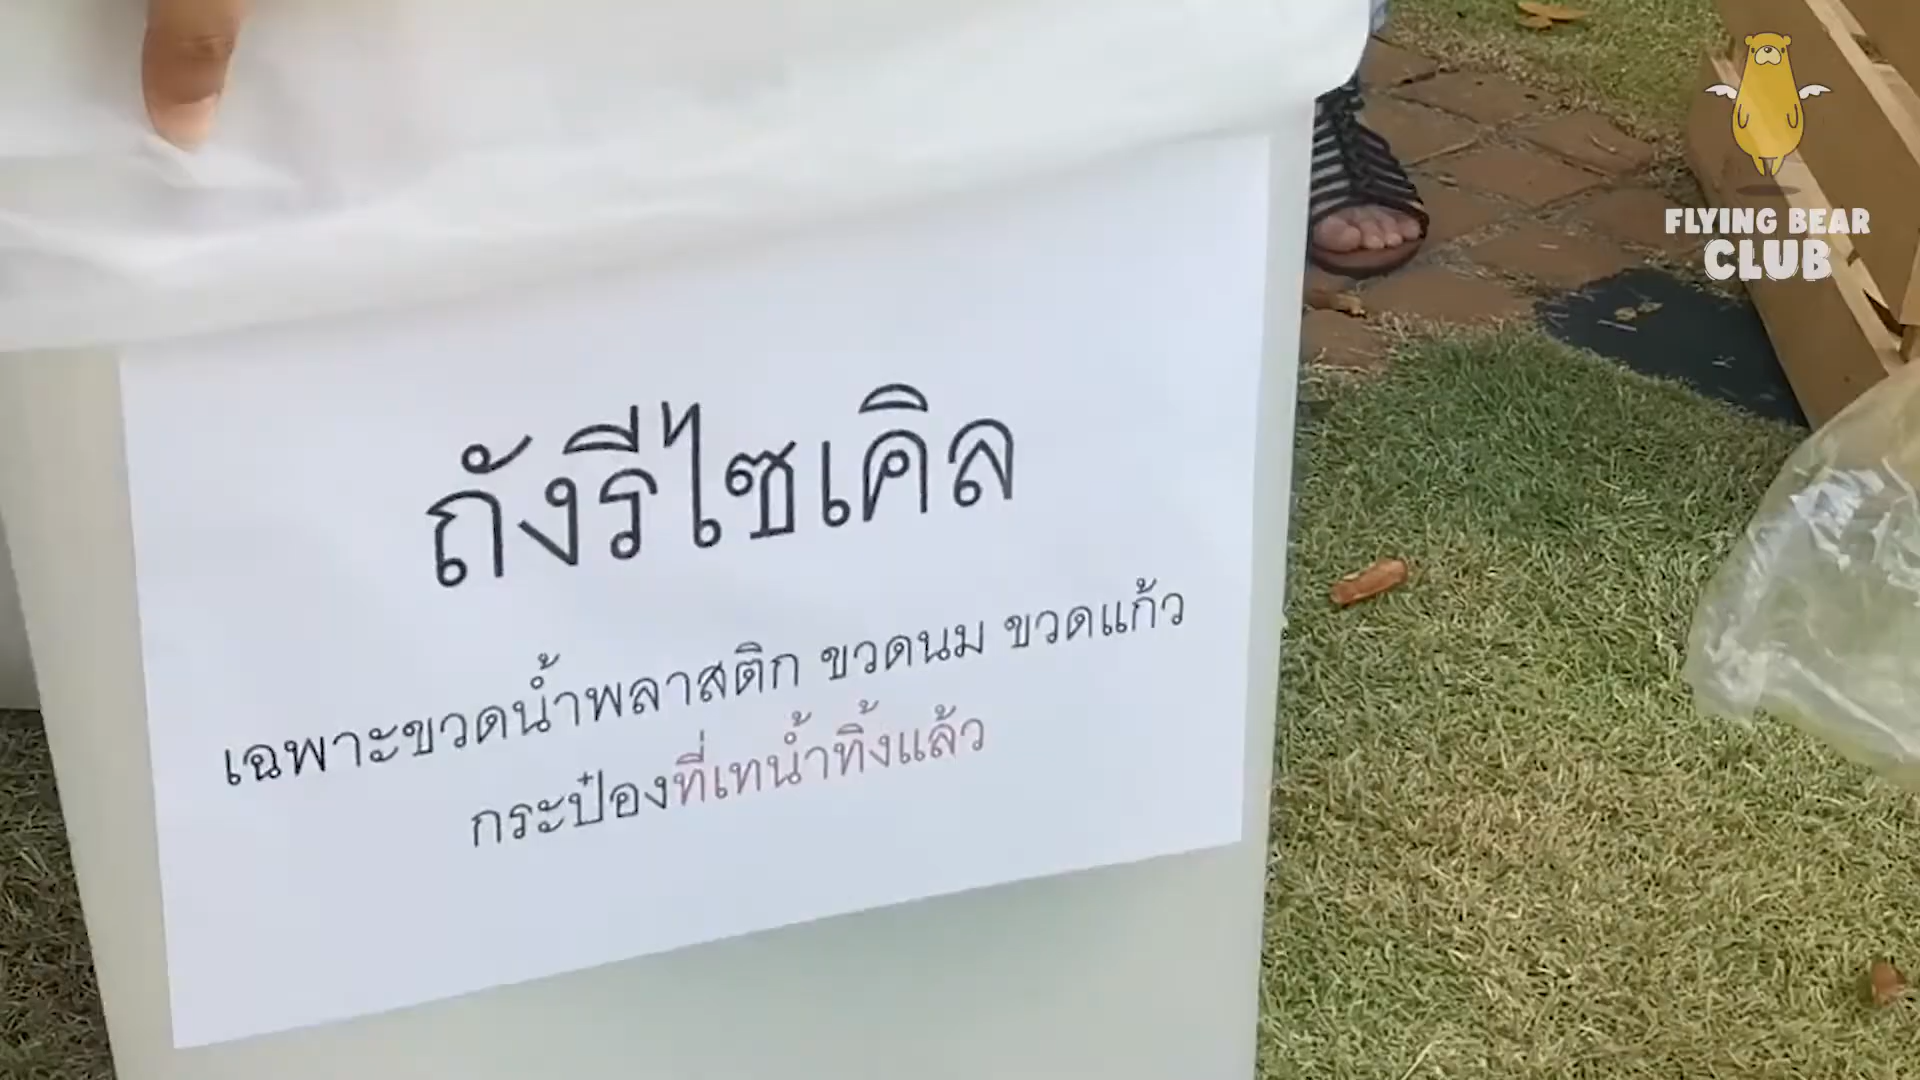 ถังรีไซเคิล
เฉพาะขวดน้ำพลาสติก ขวดนม ขวดแก้ว
กระป๋องที่เทน้ำทิ้งแล้ว
FLYING BEAR
CLUB